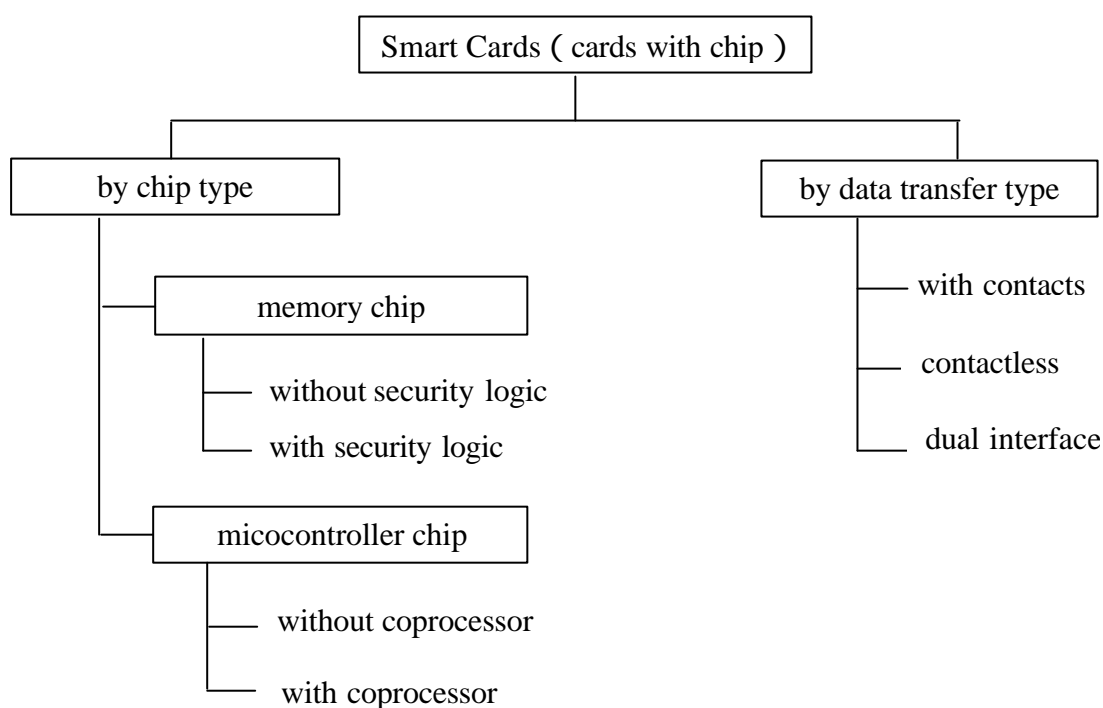 Smart Cards ( cards with chip )
by chip type
memory chip
without security logic
with security logic
micocontroller chip
without coprocessor
with coprocessor
by data transfer type
with contacts
contactless
dual interface